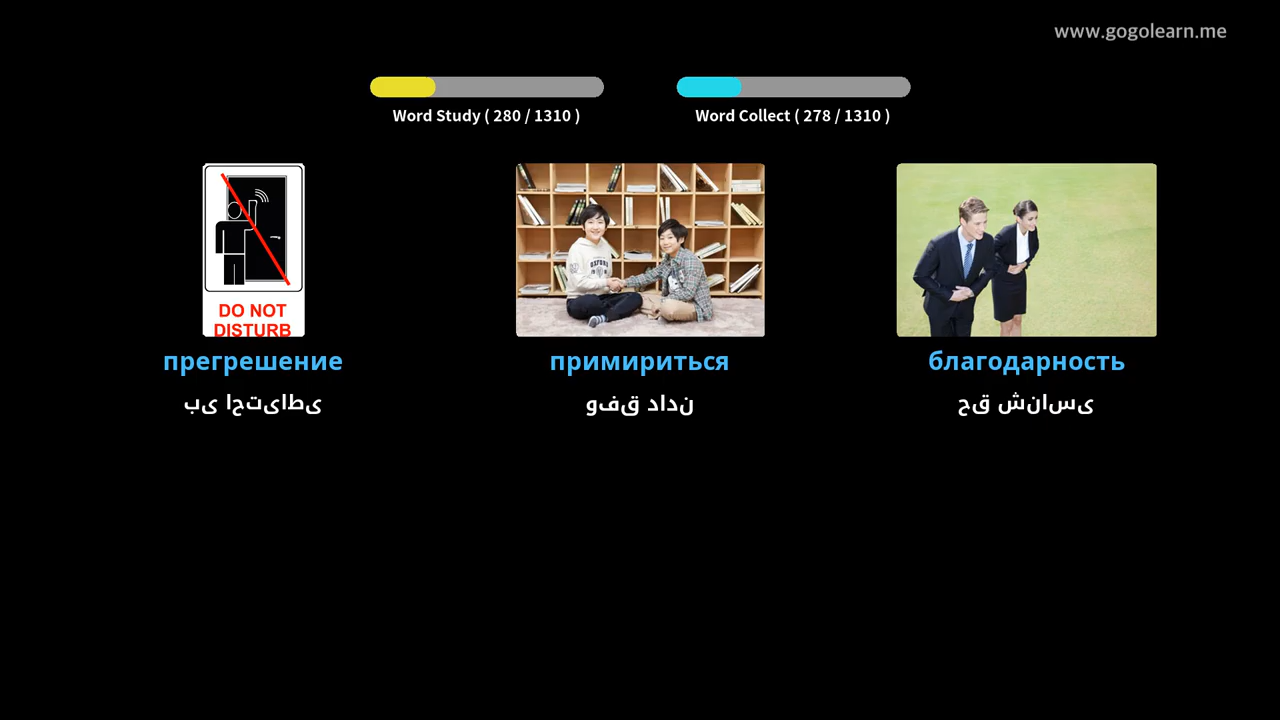 www.gogolearn.me
Word Study ( 280 / 1310 )
Word Collect ( 278 / 1310 )
DO NOT
DISTURB
прегрешение
примириться
благодарность
بی احتیاطی
وفق دادن
حق شناسی